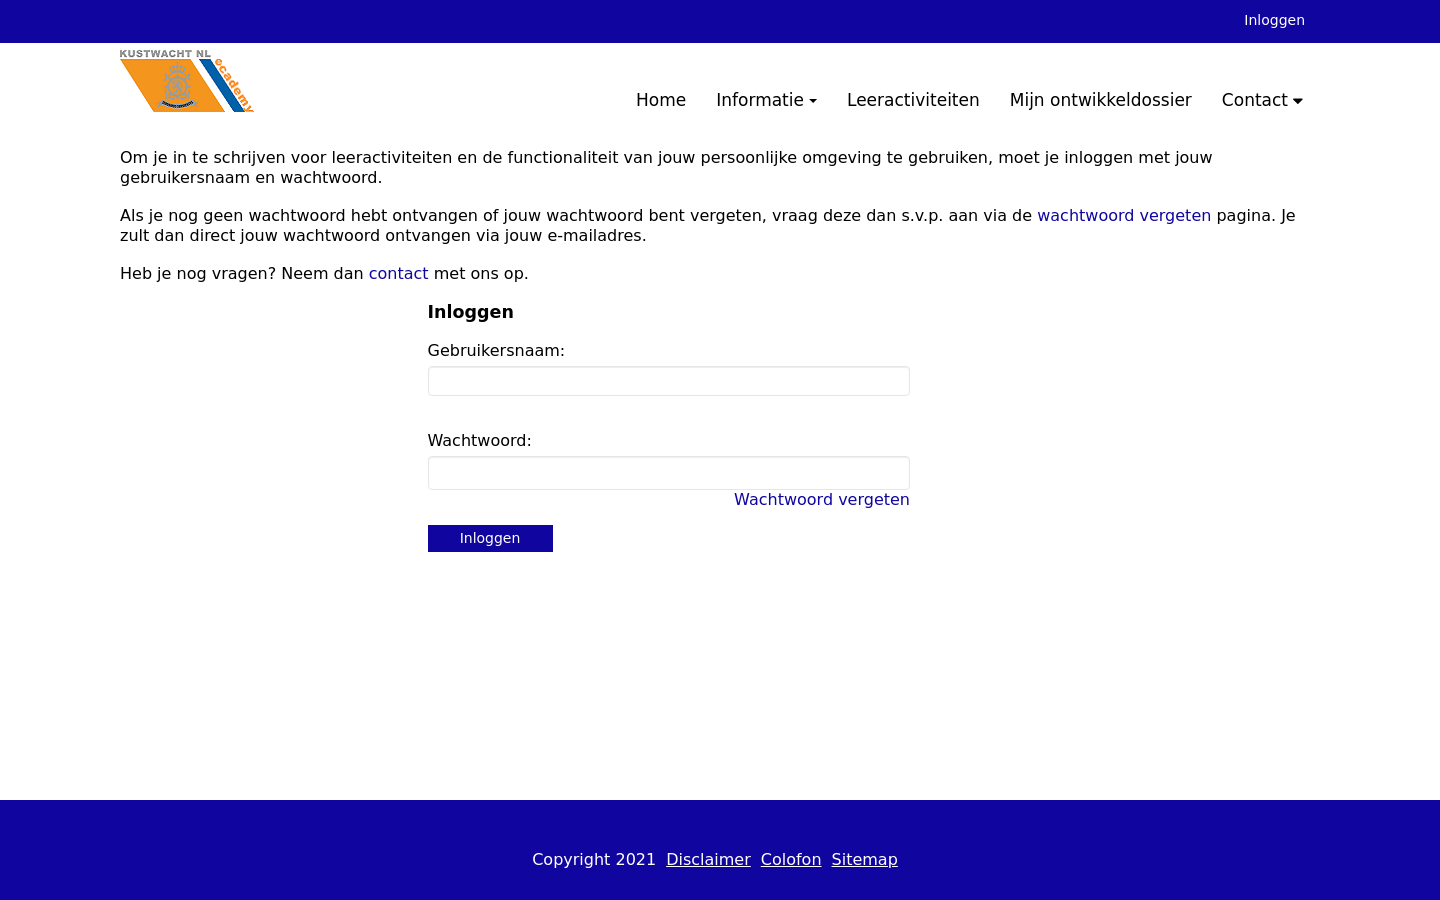 Inloggen
KUSTWACHT NL
ecademy
Home Informatie Leeractiviteiten Mijn ontwikkeldossier Contact
Om je in te schrijven voor leeractiviteiten en de functionaliteit van jouw persoonlijke omgeving te gebruiken, moet je inloggen met jouw
gebruikersnaam en wachtwoord.
Als je nog geen wachtwoord hebt ontvangen of jouw wachtwoord bent vergeten, vraag deze dan s.v.p. aan via de wachtwoord vergeten pagina. Je
zult dan direct jouw wachtwoord ontvangen via jouw e-mailadres.
Heb je nog vragen? Neem dan contact met ons op.
Inloggen
Gebruikersnaam:
Wachtwoord:
Wachtwoord vergeten
Inloggen
Copyright 2021 Disclaimer Colofon Sitemap